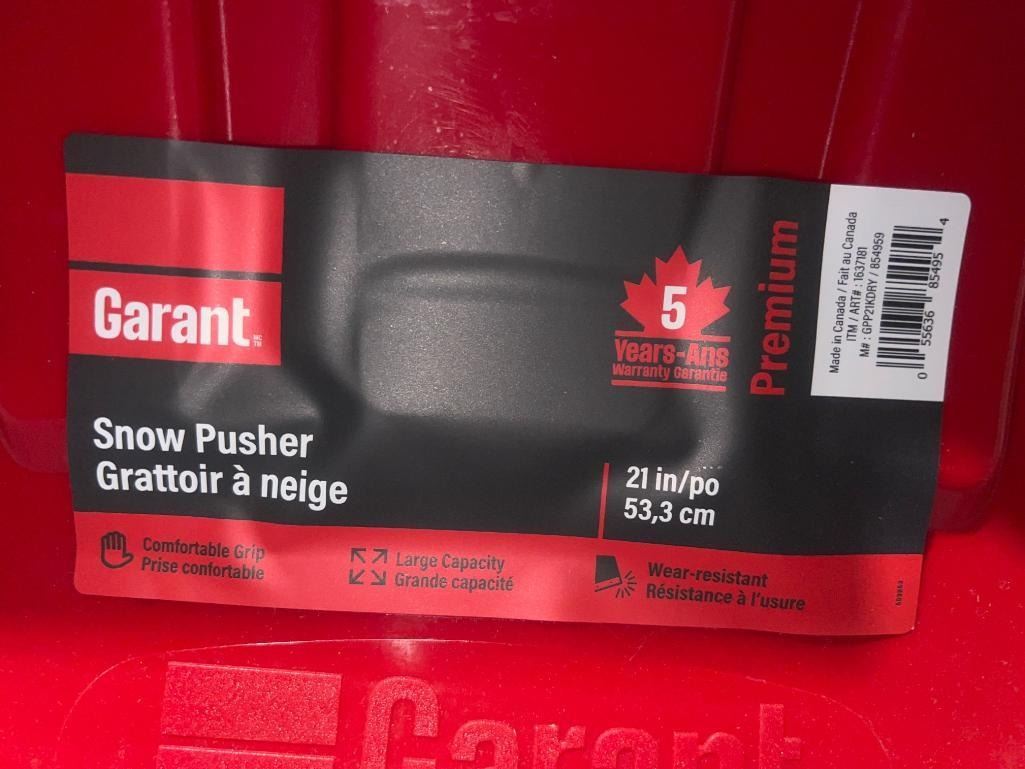 Garant
MC
TM
Snow Pusher
Grattoir à neige
5
Years-Ans
Warranty Garantie
Premium
Made in Canada / Fait au Canada
ITM / ART# : 1637181
M# : GPP21KDRY / 854959
0 55636 85495 4
21 in/po
53,3 cm
Comfortable Grip
Prise confortable
Large Capacity
Grande capacité
Wear-resistant
Résistance à l'usure
Garant